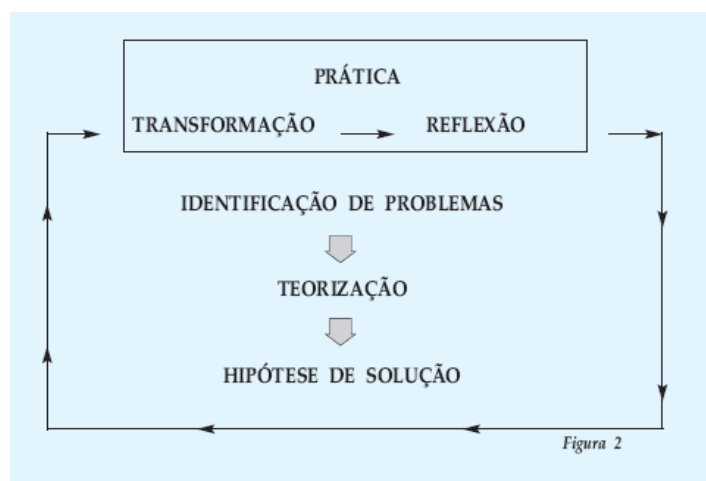 PRÁTICA
TRANSFORMAÇÃO REFLEXÃO
IDENTIFICAÇÃO DE PROBLEMAS
TEORIZAÇÃO
HIPÓTESE DE SOLUÇÃO
Figura 2